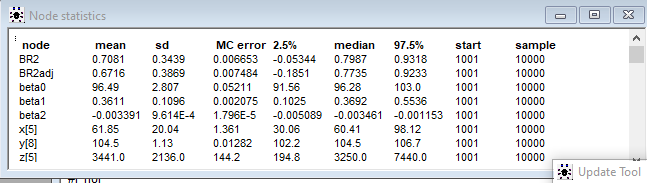 Node statistics
node mean sd MC error 2.5% median 97.5% start sample
BR2 0.7081 0.3439 0.006653 -0.05344 0.7987 0.9318 1001 10000
BR2adj 0.6716 0.3869 0.007484 -0.1851 0.7735 0.9233 1001 10000
beta0 96.49 2.807 0.05211 91.56 96.28 103.0 1001 10000
beta1 0.3611 0.1096 0.002075 0.1025 0.3692 0.5536 1001 10000
beta2 -0.003391 9.614E-4 1.796E-5 -0.005089 -0.003461 -0.001153 1001 10000
x[5] 61.85 20.04 1.361 30.06 60.41 98.12 1001 10000
y[8] 104.5 1.13 0.01282 102.2 104.5 106.7 1001 10000
z[5] 3441.0 2136.0 144.2 194.8 3250.0 7440.0 1001 10000
Update Tool